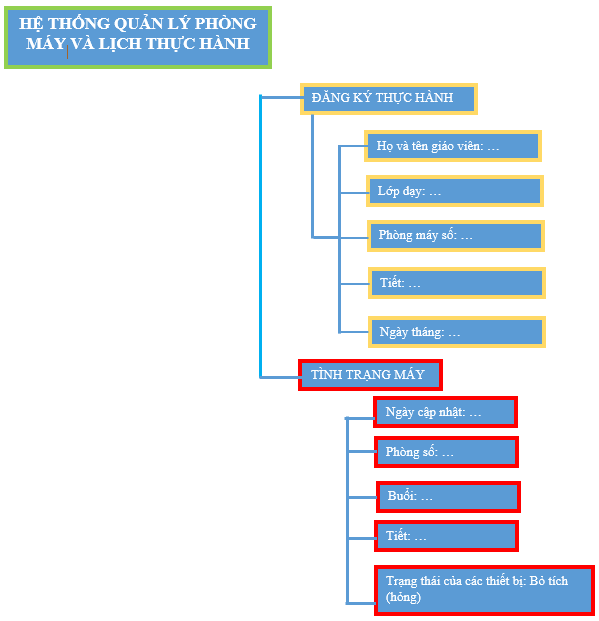 HỆ THỐNG QUẢN LÝ PHÒNG
MÁY VÀ LỊCH THỰC HÀNH
ĐĂNG KÝ THỰC HÀNH
Họ và tên giáo viên: …
Lớp dạy: …
Phòng máy số: …
Tiết: …
Ngày tháng: …
TÌNH TRẠNG MÁY
Ngày cập nhật: …
Phòng số: …
Buổi: …
Tiết: …
Trạng thái của các thiết bị: Bỏ tích
(hỏng)